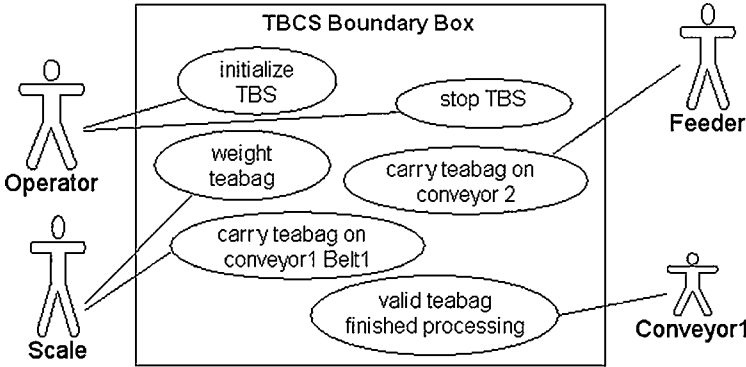 TBCS Boundary Box
initialize
TBS
stop TBS
Feeder
Operator
weight
teabag
carry teabag on
conveyor 2
carry teabag on
conveyor1 Belt1
Scale
valid teabag
finished processing
Conveyor1